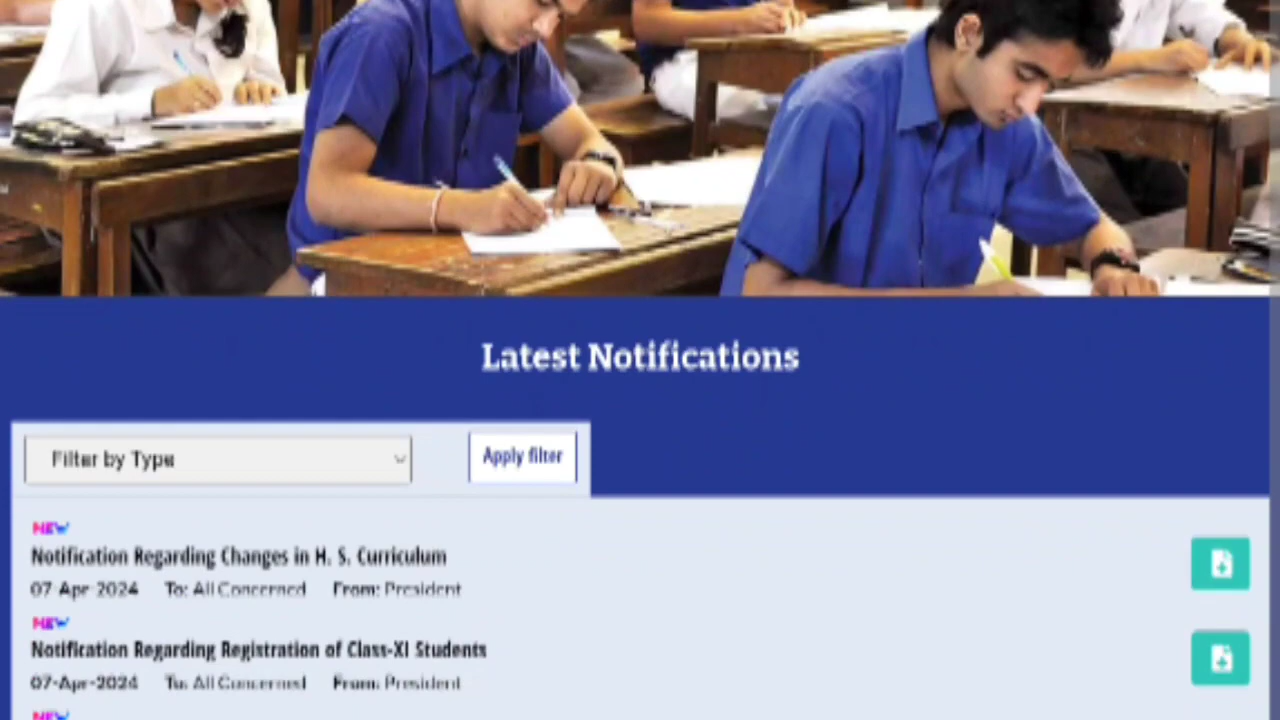 Latest Notifications
Filter by Type
Apply filter
NEW
Notification Regarding Changes in H. S. Curriculum
07-Apr-2024 To: All Concerned From: President
NEW
Notification Regarding Registration of Class-XI Students
07-Apr-2024 To: All Concerned From: President
NEW